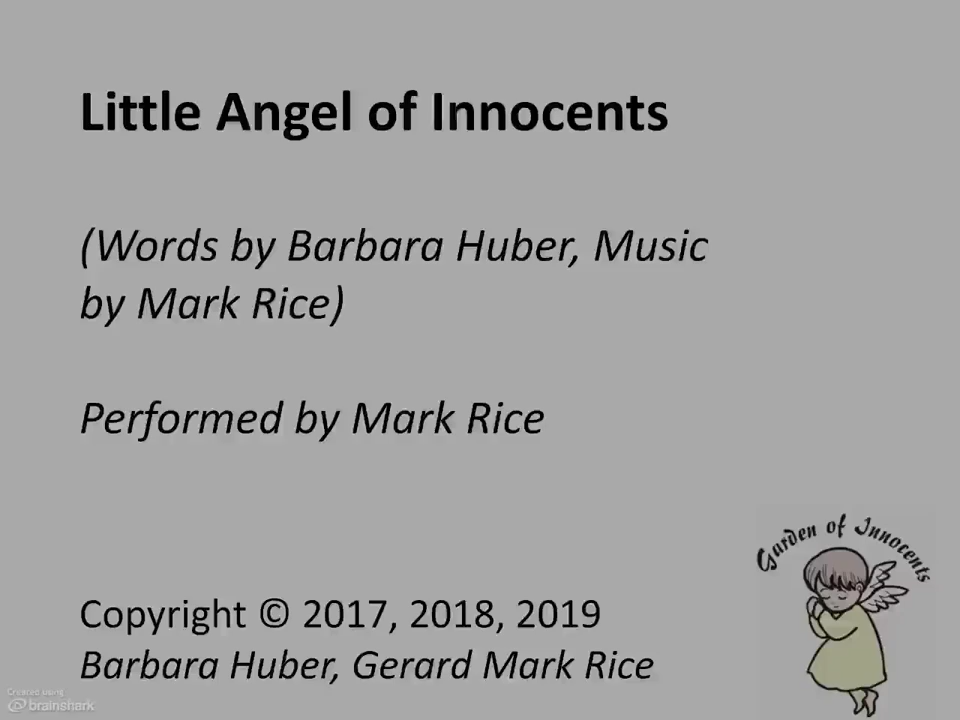 Little Angel of Innocents
(Words by Barbara Huber, Music
by Mark Rice)
Performed by Mark Rice
Garden of Innocents
Copyright © 2017, 2018, 2019
Barbara Huber, Gerard Mark Rice
Created using
brainshark